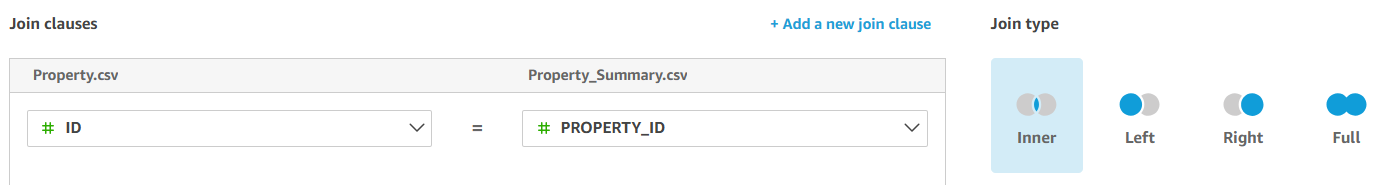 Join clauses
+ Add a new join clause
Join type
Property.csv
Property_Summary.csv
# ID
=
# PROPERTY_ID
Inner
Left
Right
Full